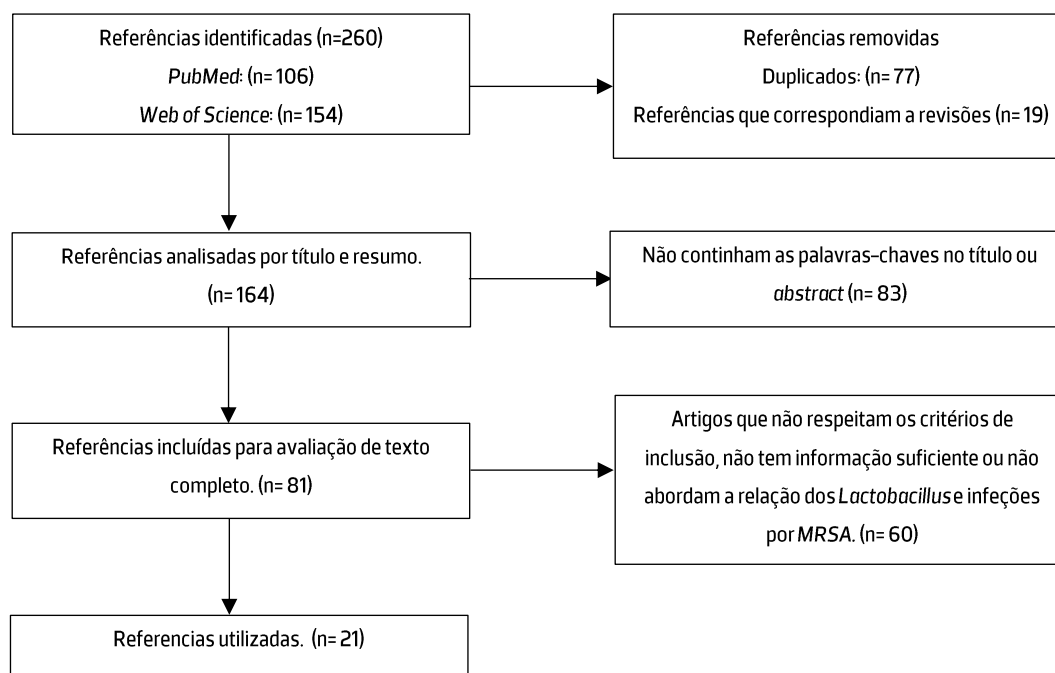 Referências identificadas (n=260)
PubMed: (n= 106)
Web of Science: (n= 154)
Referências removidas
Duplicados: (n= 77)
Referências que correspondiam a revisões (n= 19)
Referências analisadas por título e resumo.
(n= 164)
Não continham as palavras-chaves no título ou
abstract (n= 83)
Referências incluídas para avaliação de texto
completo. (n= 81)
Artigos que não respeitam os critérios de
inclusão, não tem informação suficiente ou não
abordam a relação dos Lactobacillus e infeções
por MRSA. (n= 60)
Referencias utilizadas. (n= 21)